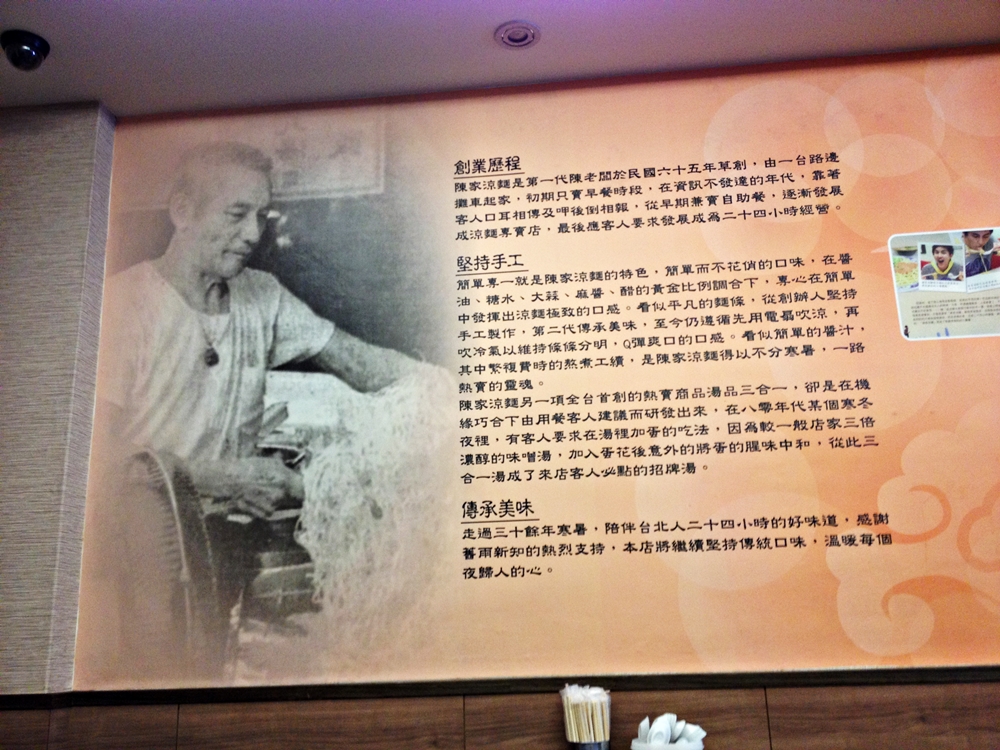 創業歷程
陳家涼麵是第一代陳老闆於民國六十五年草創，由一台路邊
攤車起家，初期只賣早餐時段，在資訊不發達的年代，靠著
客人口耳相傳及呷後倒相報，從早期兼賣自助餐，逐漸發展
成涼麵專賣店，最後應客人要求發展成為二十四小時經營。
堅持手工
簡單專一就是陳家涼麵的特色，簡單而不花俏的口味，在醬
油、糖水、大蒜、麻醬、醋的黃金比例調合下，專心在簡單
中發揮出涼麵極致的口感。看似平凡的麵條，從創辦人堅持
手工製作，第二代傳承美味，至今仍遵循先用電扇吹涼，再
吹冷氣以維持條條分明，Q彈爽口的口感。看似簡單的醬汁，
其中繁複費時的熬煮工續，是陳家涼麵得以不分寒暑，一路
熱賣的靈魂。
陳家涼麵另一項全台首創的熱賣商品湯品三合一，卻是在機
緣巧合下由用餐客人建議而研發出來，在八零年代某個寒冬
夜裡，有客人要求在湯裡加蛋的吃法，因為較一般店家三倍
濃醇的味噌湯，加入蛋花後意外的將蛋的腥味中和，從此三
合一湯成了來店客人必點的招牌湯。
傳承美味
走過三十餘年寒暑，陪伴台北人二十四小時的好味道，感謝
舊雨新知的熱烈支持，本店將繼續堅持傳統口味，溫暖每個
夜歸人的心。